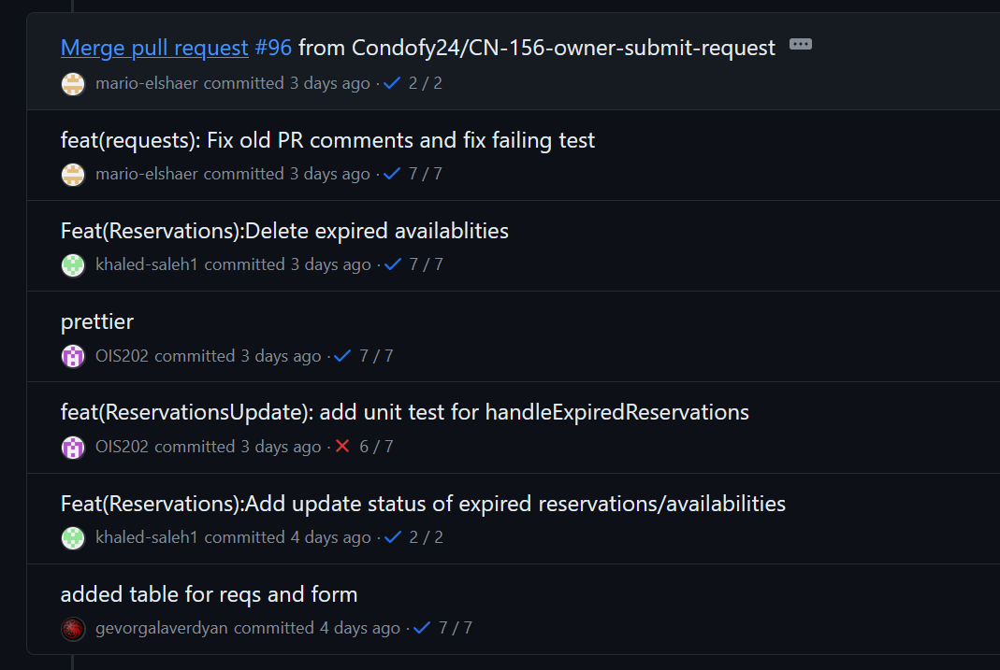 Merge pull request #96 from Condofy24/CN-156-owner-submit-request
mario-elshaer committed 3 days ago · 2 / 2
feat(requests): Fix old PR comments and fix failing test
mario-elshaer committed 3 days ago · 7 / 7
Feat(Reservations):Delete expired availablities
khaled-saleh1 committed 3 days ago · 7 / 7
prettier
OIS202 committed 3 days ago · 7 / 7
feat(ReservationsUpdate): add unit test for handleExpiredReservations
OIS202 committed 3 days ago · 6 / 7
Feat(Reservations):Add update status of expired reservations/availabilities
khaled-saleh1 committed 4 days ago · 2 / 2
added table for reqs and form
gevorgalaverdyan committed 4 days ago · 7 / 7